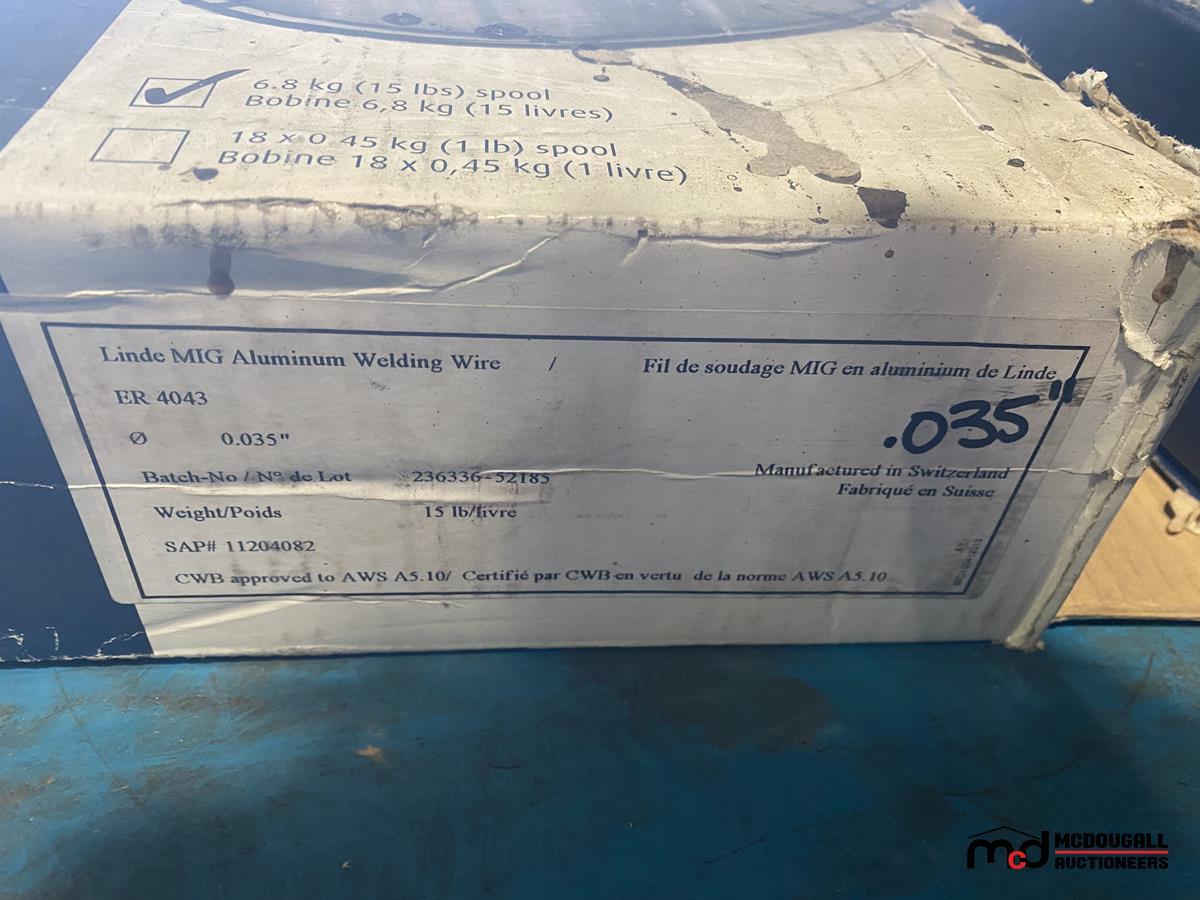 6.8 kg (15 lbs) spool
Bobine 6,8 kg (15 livres)
18 x 0 45 kg (1 lb) spool
Bobine 18 x 0,45 kg (1 livre)
Linde MIG Aluminum Welding Wire / Fil de soudage MIG en aluminium de Linde
ER 4043
.035"
Ø 0.035"
Batch-No / Nº de Lot 236336-52185
Manufactured in Switzerland
Fabriqué en Suisse
Weight/Poids 15 lb/livre
SAP# 11204082
CWB approved to AWS A5.10/ Certifié par CWB en vertu de la norme AWS A5.10
mcd MCDOUGALL
AUCTIONEERS